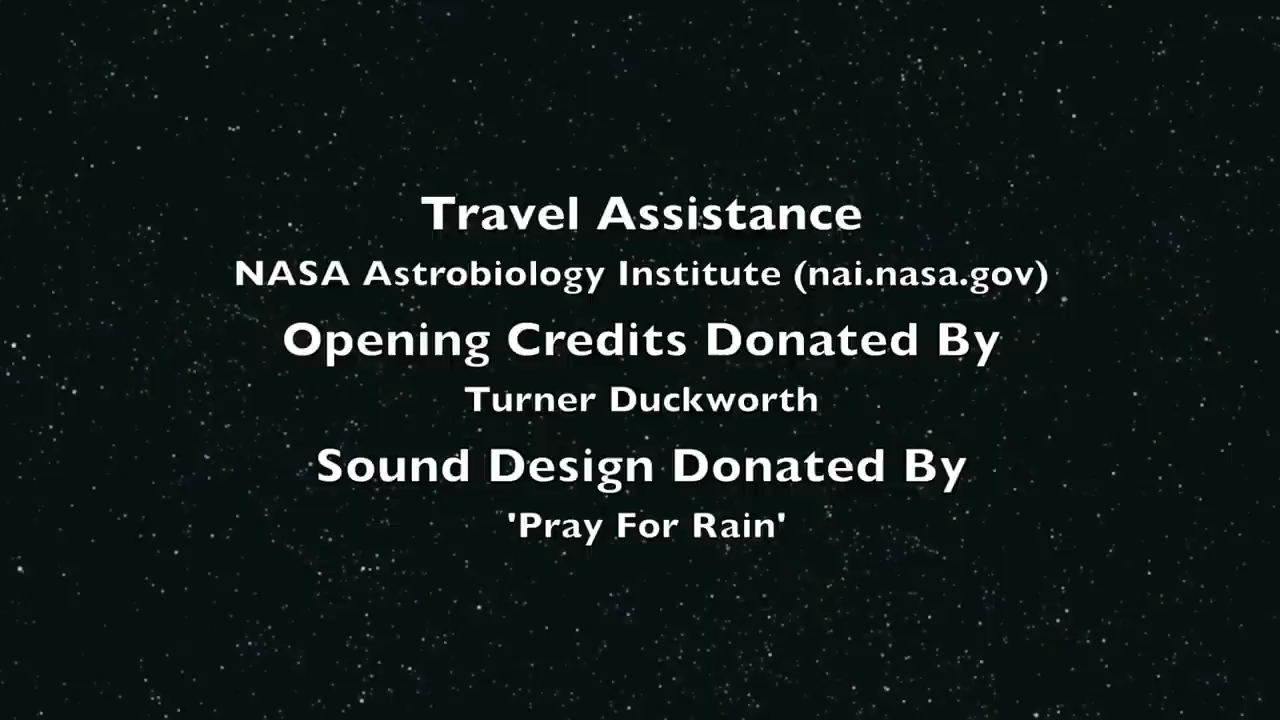 Travel Assistance
NASA Astrobiology Institute (nai.nasa.gov)
Opening Credits Donated By
Turner Duckworth
Sound Design Donated By
'Pray For Rain'